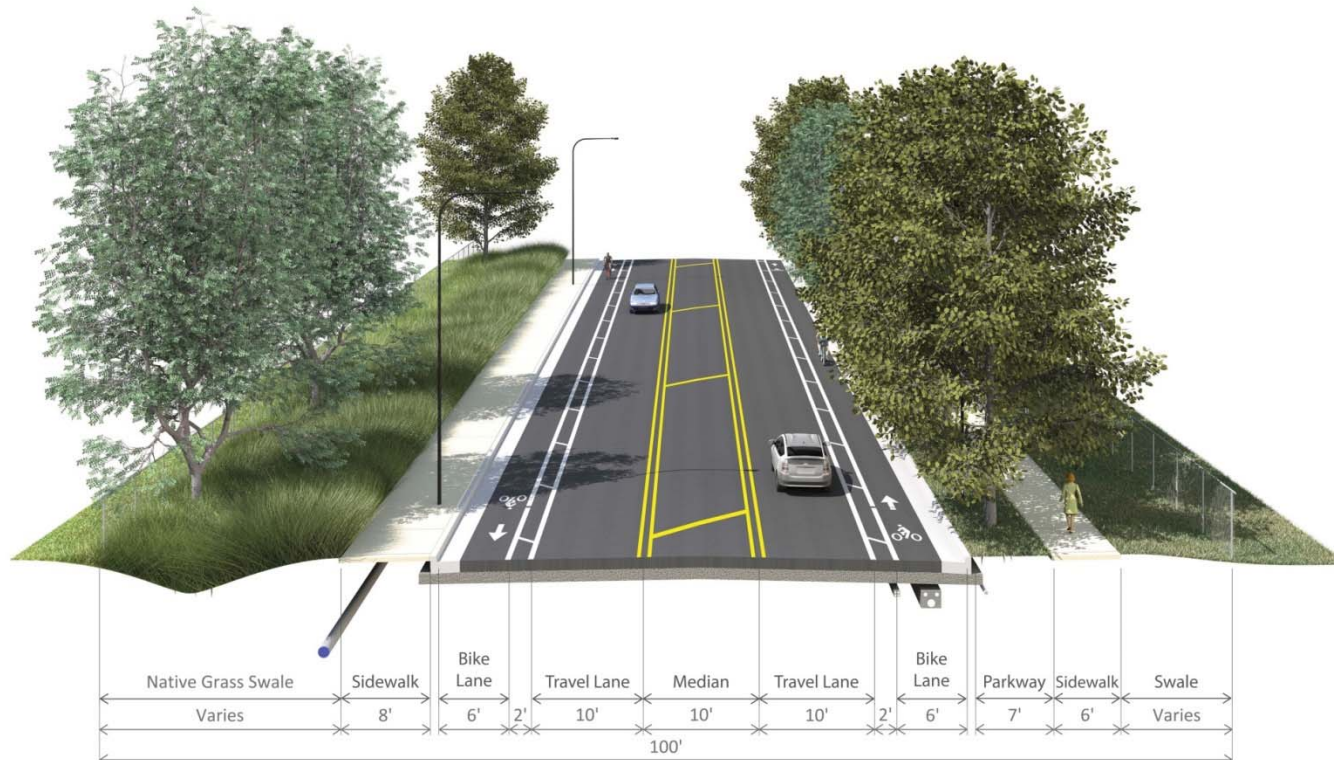 Native Grass Swale Sidewalk Bike Lane Travel Lane Median Travel Lane Bike Lane Parkway Sidewalk Swale
Varies 8' 6' 2' 10' 10' 10' 2' 6' 7' 6' Varies
100'